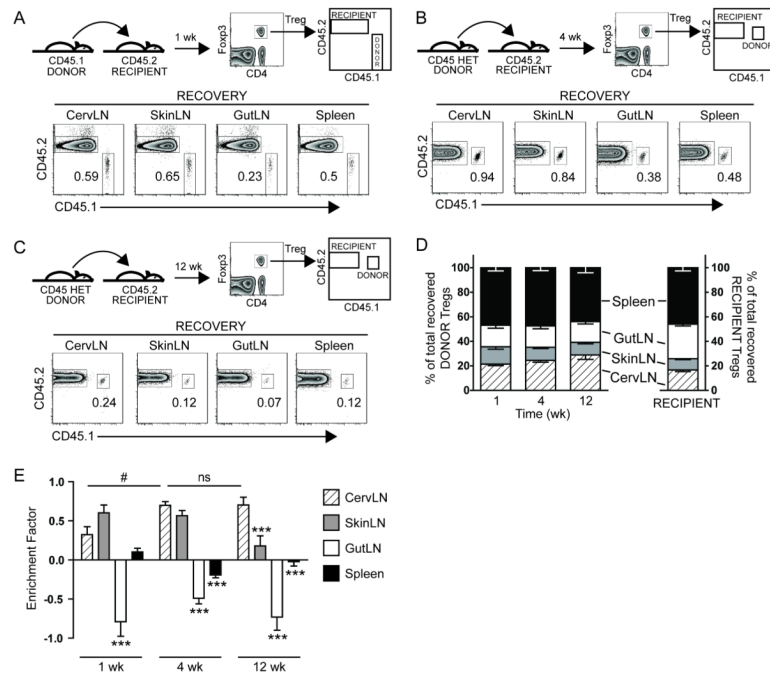 A
CD45.1
DONOR
CD45.2
RECIPIENT
1 wk
Foxp3
CD4
Treg
CD45.2
RECIPIENT
DONOR
CD45.1
RECOVERY
CervLN
SkinLN
GutLN
Spleen
CD45.2
0.59
0.65
0.23
0.5
CD45.1
B
CD45 HET
DONOR
CD45.2
RECIPIENT
4 wk
Foxp3
CD4
Treg
CD45.2
RECIPIENT
DONOR
CD45.1
RECOVERY
CervLN
SkinLN
GutLN
Spleen
CD45.2
0.94
0.84
0.38
0.48
CD45.1
C
CD45 HET
DONOR
CD45.2
RECIPIENT
12 wk
Foxp3
CD4
Treg
CD45.2
RECIPIENT
DONOR
CD45.1
RECOVERY
CervLN
SkinLN
GutLN
Spleen
CD45.2
0.24
0.12
0.07
0.12
CD45.1
D
% of total recovered
DONOR Tregs
100
80
60
40
20
0
1
4
12
Time (wk)
Spleen
GutLN
SkinLN
CervLN
100
80
60
40
20
0
RECIPIENT
% of total recovered
RECIPIENT Tregs
E
Enrichment Factor
1.0
0.5
0.0
-0.5
-1.0
#
ns
***
***
***
***
***
***
1 wk
4 wk
12 wk
CervLN
SkinLN
GutLN
Spleen